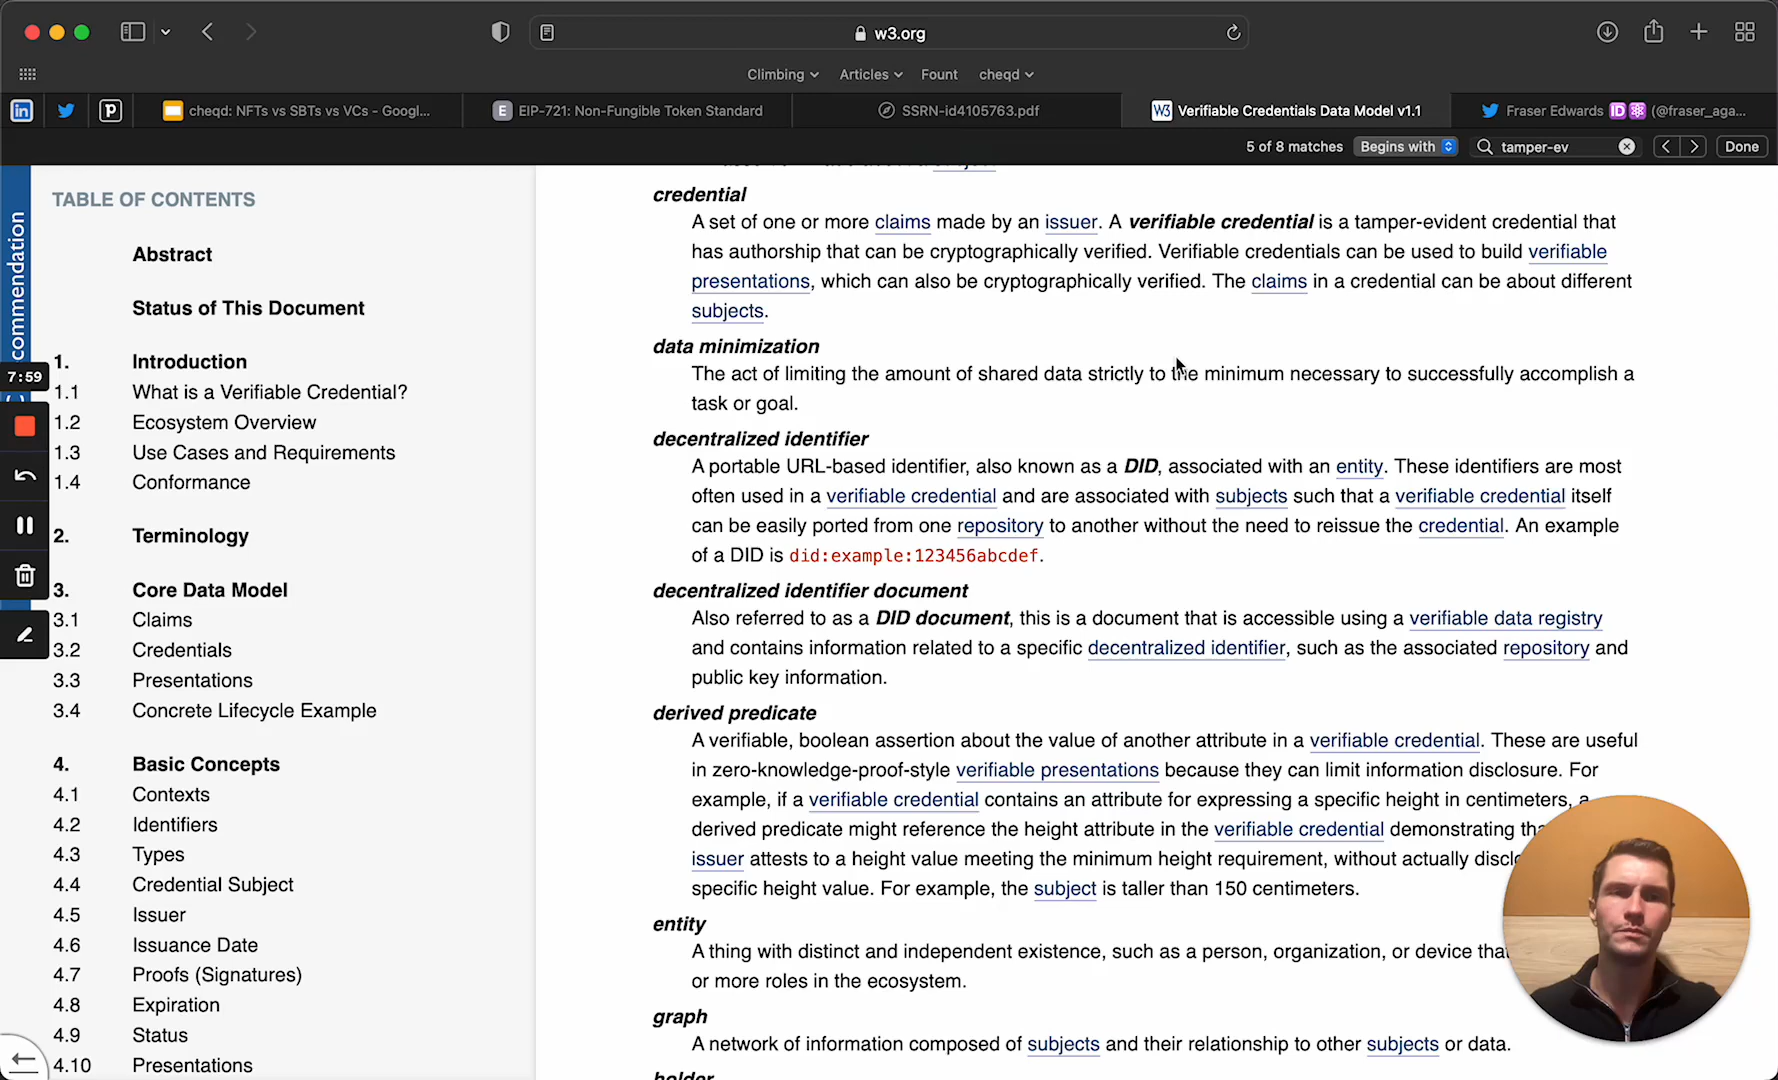 w3.org
Climbing
Articles
Fount
cheqd
in
P
cheqd: NFTs vs SBTs vs VCs - Googl...
E
EIP-721: Non-Fungible Token Standard
SSRN-id4105763.pdf
W3
Verifiable Credentials Data Model v1.1
Fraser Edwards ID (@fraser_aga...
5 of 8 matches
Begins with
tamper-ev
Done
commendation
7:59
TABLE OF CONTENTS
Abstract
Status of This Document
1. Introduction
1.1 What is a Verifiable Credential?
1.2 Ecosystem Overview
1.3 Use Cases and Requirements
1.4 Conformance
2. Terminology
3. Core Data Model
3.1 Claims
3.2 Credentials
3.3 Presentations
3.4 Concrete Lifecycle Example
4. Basic Concepts
4.1 Contexts
4.2 Identifiers
4.3 Types
4.4 Credential Subject
4.5 Issuer
4.6 Issuance Date
4.7 Proofs (Signatures)
4.8 Expiration
4.9 Status
4.10 Presentations
credential
A set of one or more claims made by an issuer. A verifiable credential is a tamper-evident credential that
has authorship that can be cryptographically verified. Verifiable credentials can be used to build verifiable
presentations, which can also be cryptographically verified. The claims in a credential can be about different
subjects.
data minimization
The act of limiting the amount of shared data strictly to the minimum necessary to successfully accomplish a
task or goal.
decentralized identifier
A portable URL-based identifier, also known as a DID, associated with an entity. These identifiers are most
often used in a verifiable credential and are associated with subjects such that a verifiable credential itself
can be easily ported from one repository to another without the need to reissue the credential. An example
of a DID is did:example:123456abcdef.
decentralized identifier document
Also referred to as a DID document, this is a document that is accessible using a verifiable data registry
and contains information related to a specific decentralized identifier, such as the associated repository and
public key information.
derived predicate
A verifiable, boolean assertion about the value of another attribute in a verifiable credential. These are useful
in zero-knowledge-proof-style verifiable presentations because they can limit information disclosure. For
example, if a verifiable credential contains an attribute for expressing a specific height in centimeters, a
derived predicate might reference the height attribute in the verifiable credential demonstrating
issuer attests to a height value meeting the minimum height requirement, without actually
specific height value. For example, the subject is taller than 150 centimeters.
entity
A thing with distinct and independent existence, such as a person, organization, or device
or more roles in the ecosystem.
graph
A network of information composed of subjects and their relationship to other subjects or data.
holder